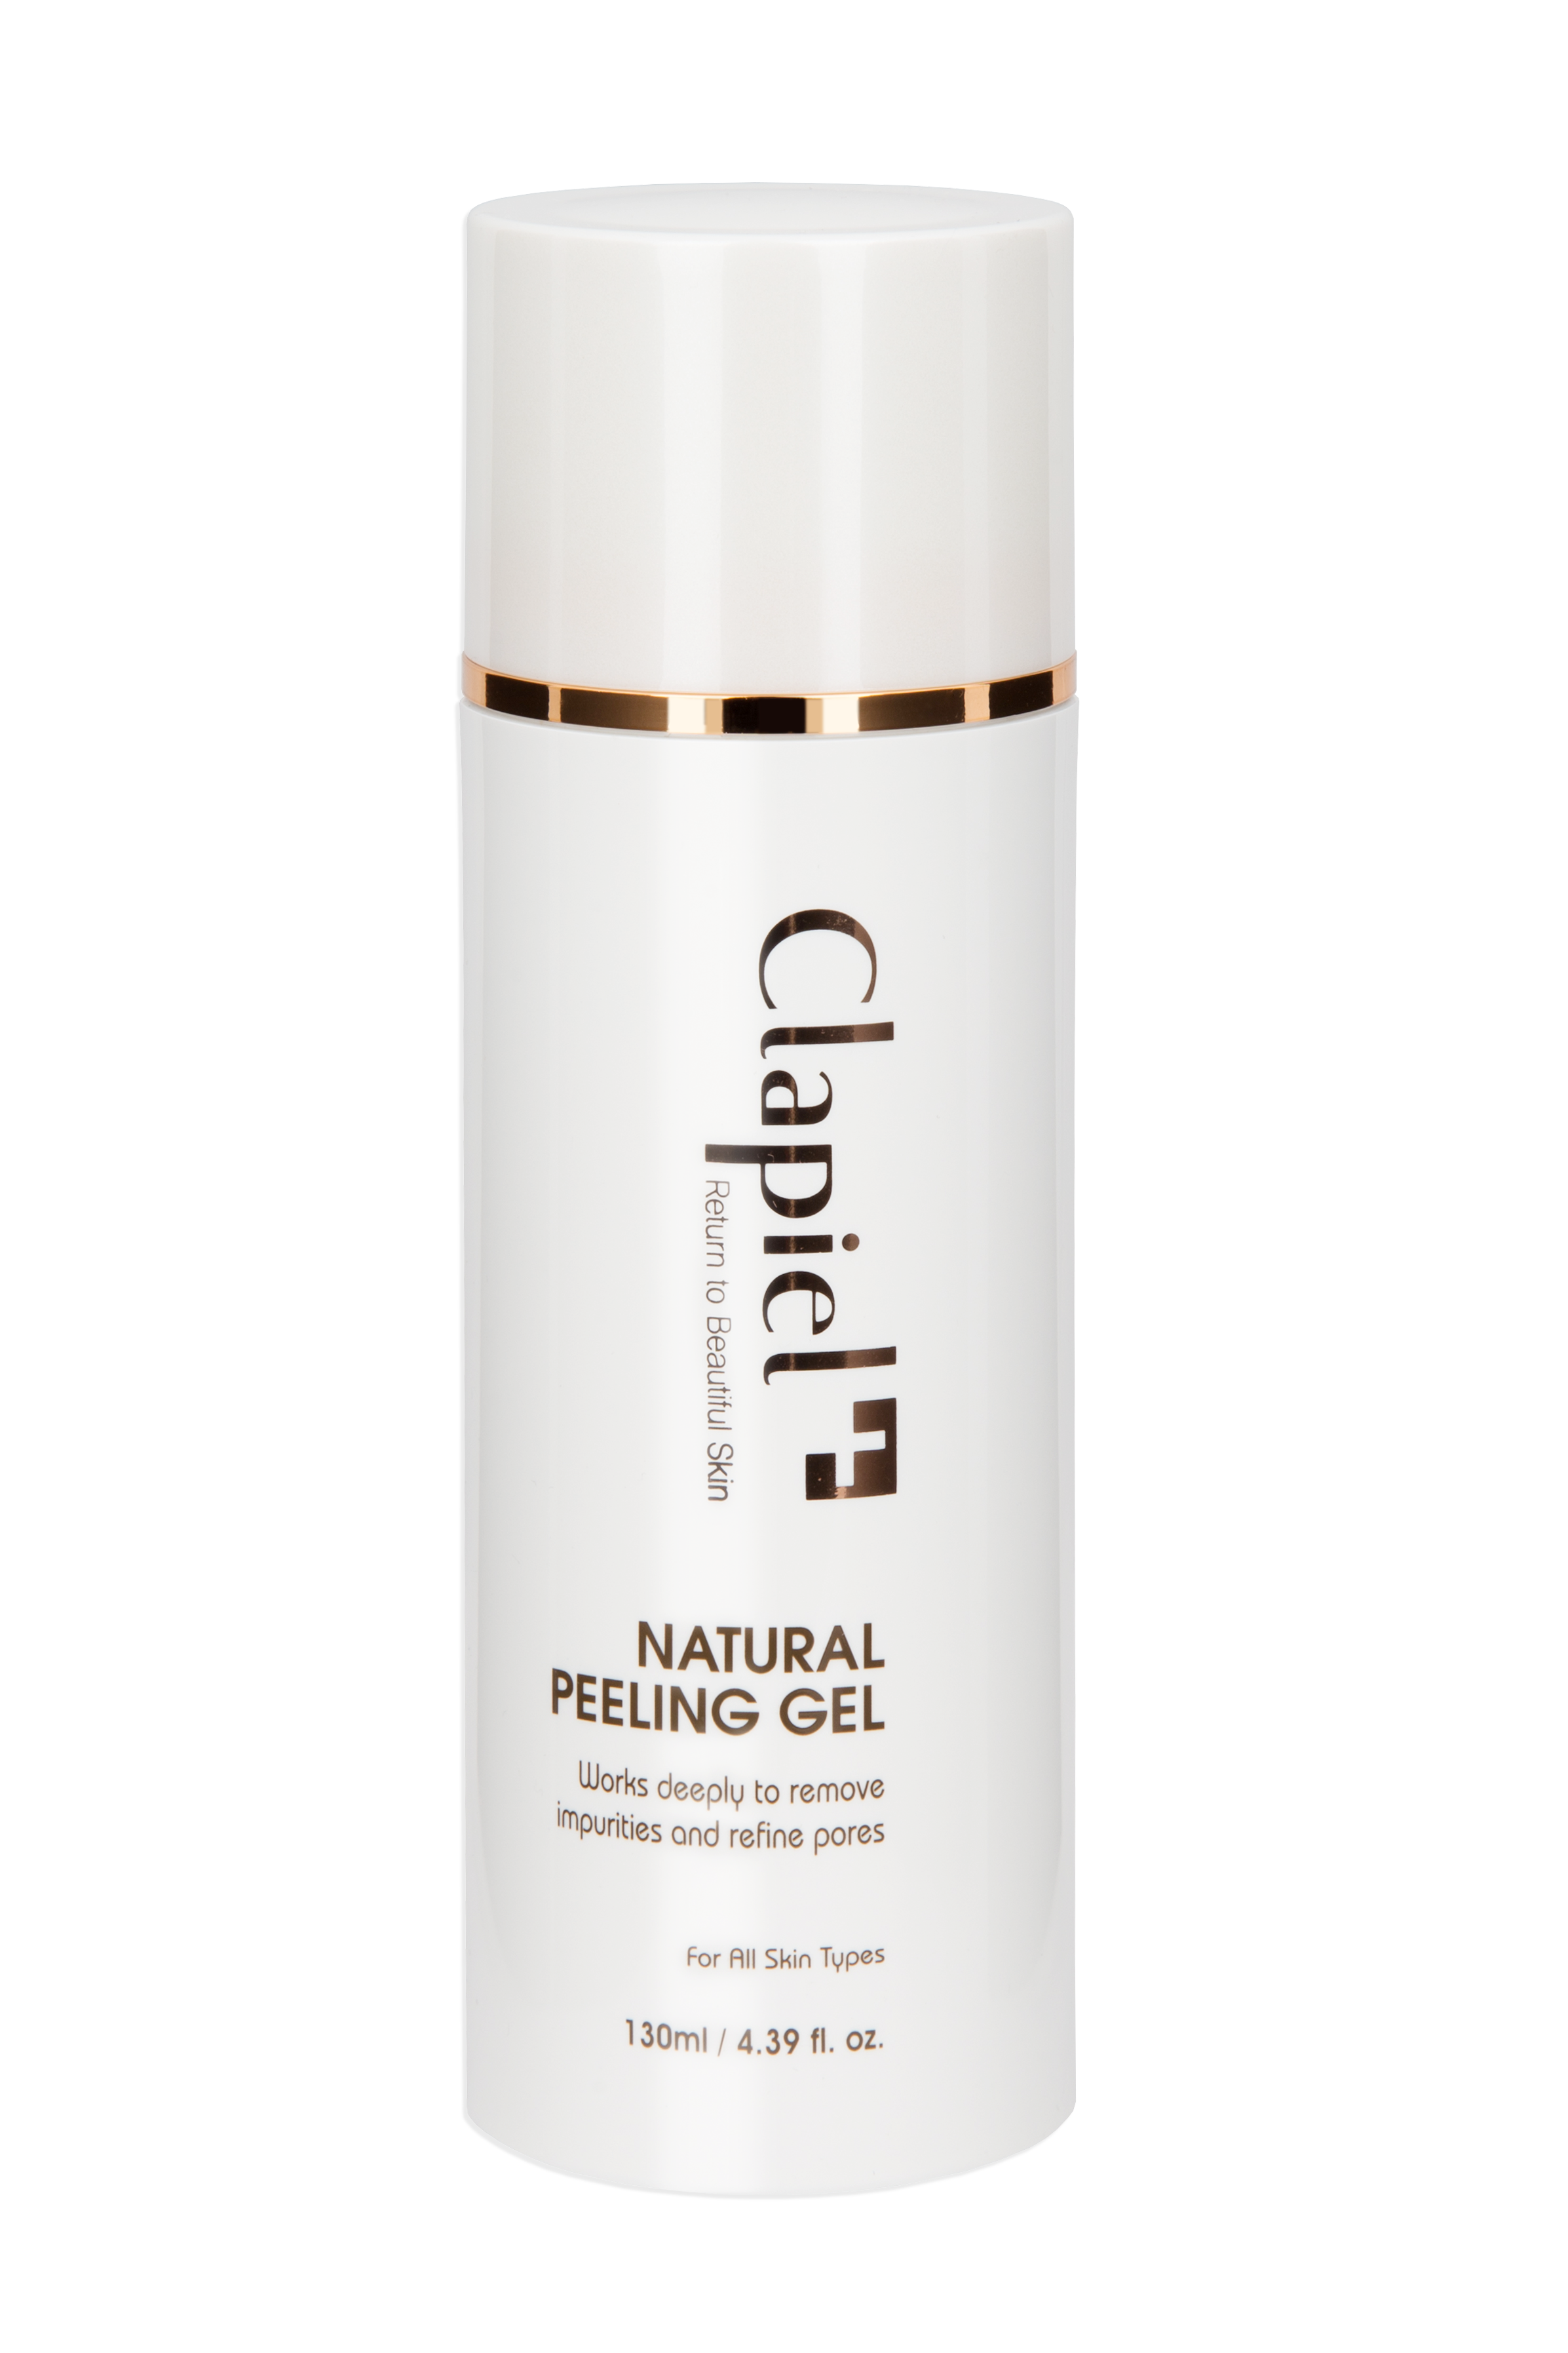 Clapiel
Return to Beautiful Skin
NATURAL
PEELING GEL
Works deeply to remove
impurities and refine pores
For All Skin Types
130ml / 4.39 fl. oz.